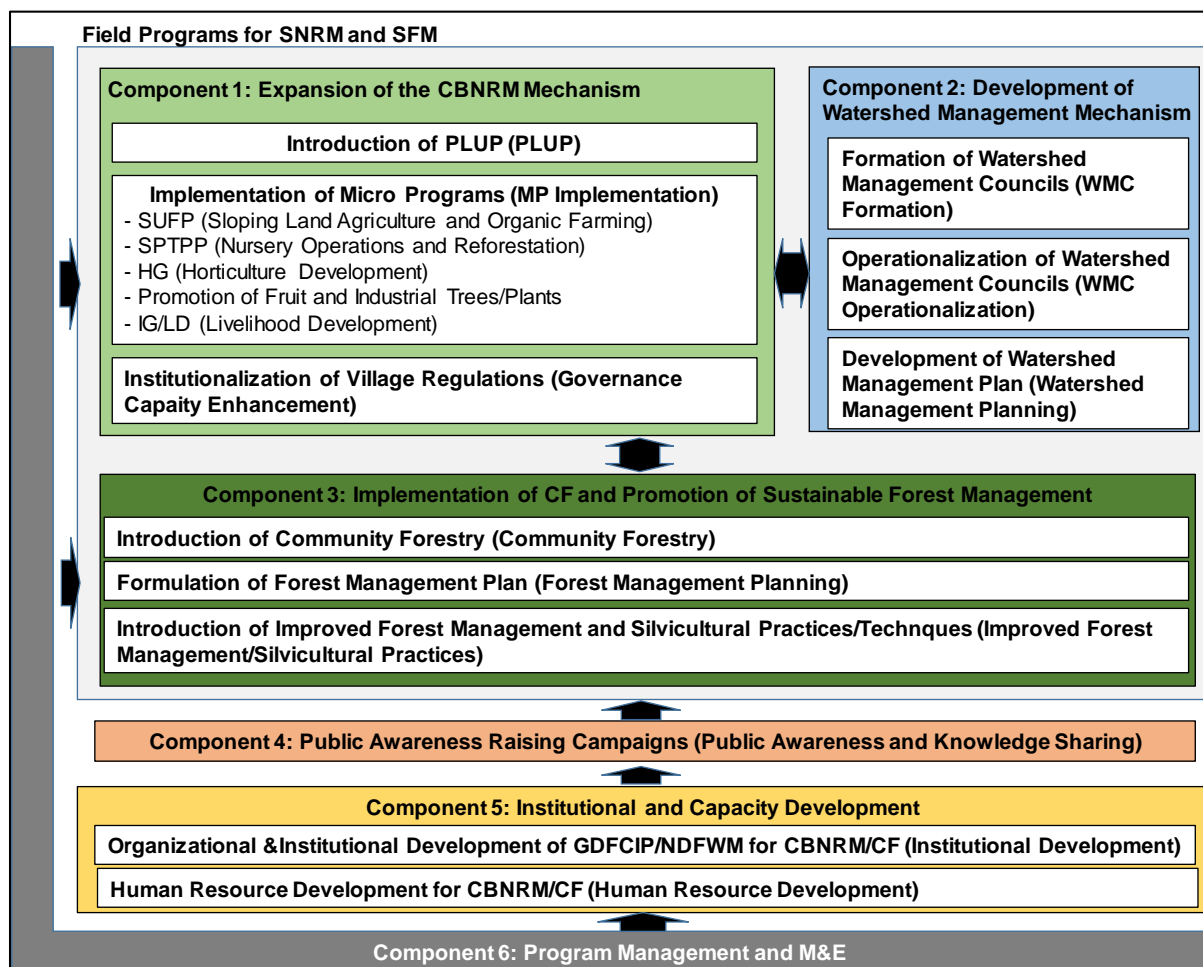 Field Programs for SNRM and SFM
Component 1: Expansion of the CBNRM Mechanism
Introduction of PLUP (PLUP)
Implementation of Micro Programs (MP Implementation)
- SUFP (Sloping Land Agriculture and Organic Farming)
- SPTPP (Nursery Operations and Reforestation)
- HG (Horticulture Development)
- Promotion of Fruit and Industrial Trees/Plants
- IG/LD (Livelihood Development)
Institutionalization of Village Regulations (Governance
Capaity Enhancement)
Component 2: Development of
Watershed Management Mechanism
Formation of Watershed
Management Councils (WMC
Formation)
Operationalization of Watershed
Management Councils (WMC
Operationalization)
Development of Watershed
Management Plan (Watershed
Management Planning)
Component 3: Implementation of CF and Promotion of Sustainable Forest Management
Introduction of Community Forestry (Community Forestry)
Formulation of Forest Management Plan (Forest Management Planning)
Introduction of Improved Forest Management and Silvicultural Practices/Technques (Improved Forest
Management/Silvicultural Practices)
Component 4: Public Awareness Raising Campaigns (Public Awareness and Knowledge Sharing)
Component 5: Institutional and Capacity Development
Organizational &Institutional Development of GDFCIP/NDFWM for CBNRM/CF (Institutional Development)
Human Resource Development for CBNRM/CF (Human Resource Development)
Component 6: Program Management and M&E